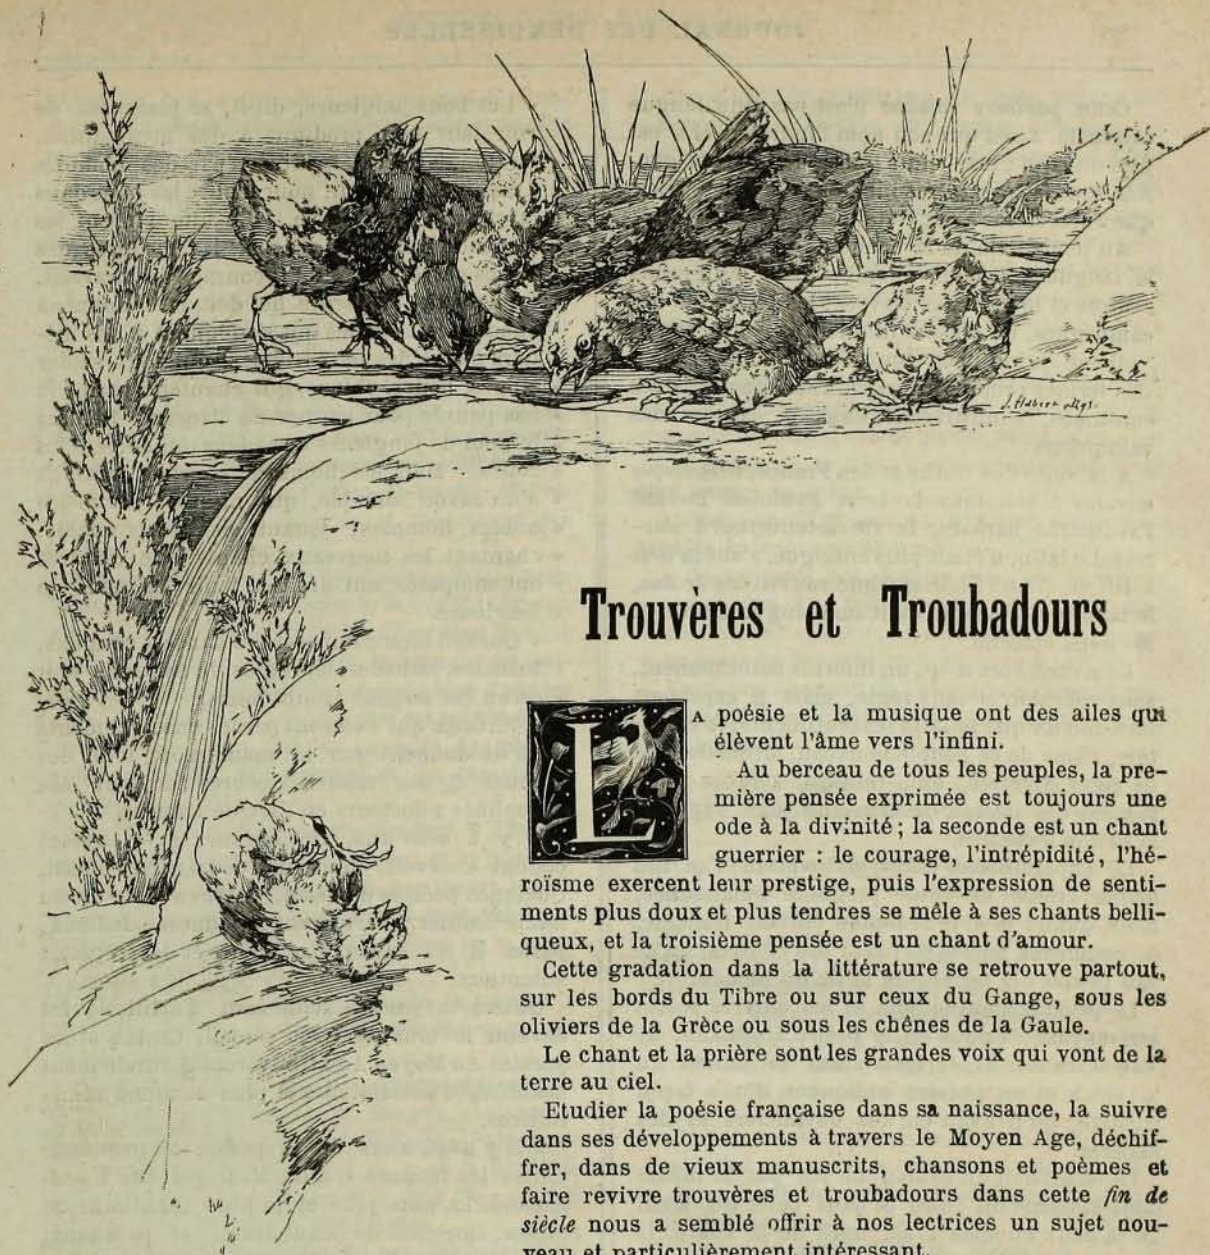 Trouvères et Troubadours
LA poésie et la musique ont des ailes qui
élèvent l'âme vers l'infini.
Au berceau de tous les peuples, la pre-
mière pensée exprimée est toujours une
ode à la divinité ; la seconde est un chant
guerrier : le courage, l'intrépidité, l'hé-
roïsme exercent leur prestige, puis l'expression de senti-
ments plus doux et plus tendres se mêle à ses chants belli-
queux, et la troisième pensée est un chant d'amour.
Cette gradation dans la littérature se retrouve partout,
sur les bords du Tibre ou sur ceux du Gange, sous les
oliviers de la Grèce ou sous les chênes de la Gaule.
Le chant et la prière sont les grandes voix qui vont de la
terre au ciel.
Etudier la poésie française dans sa naissance, la suivre
dans ses développements à travers le Moyen Age, déchif-
frer, dans de vieux manuscrits, chansons et poèmes et
faire revivre trouvères et troubadours dans cette fin de
siècle nous a semblé offrir à nos lectrices un sujet nou-
veau et particulièrement intéressant.